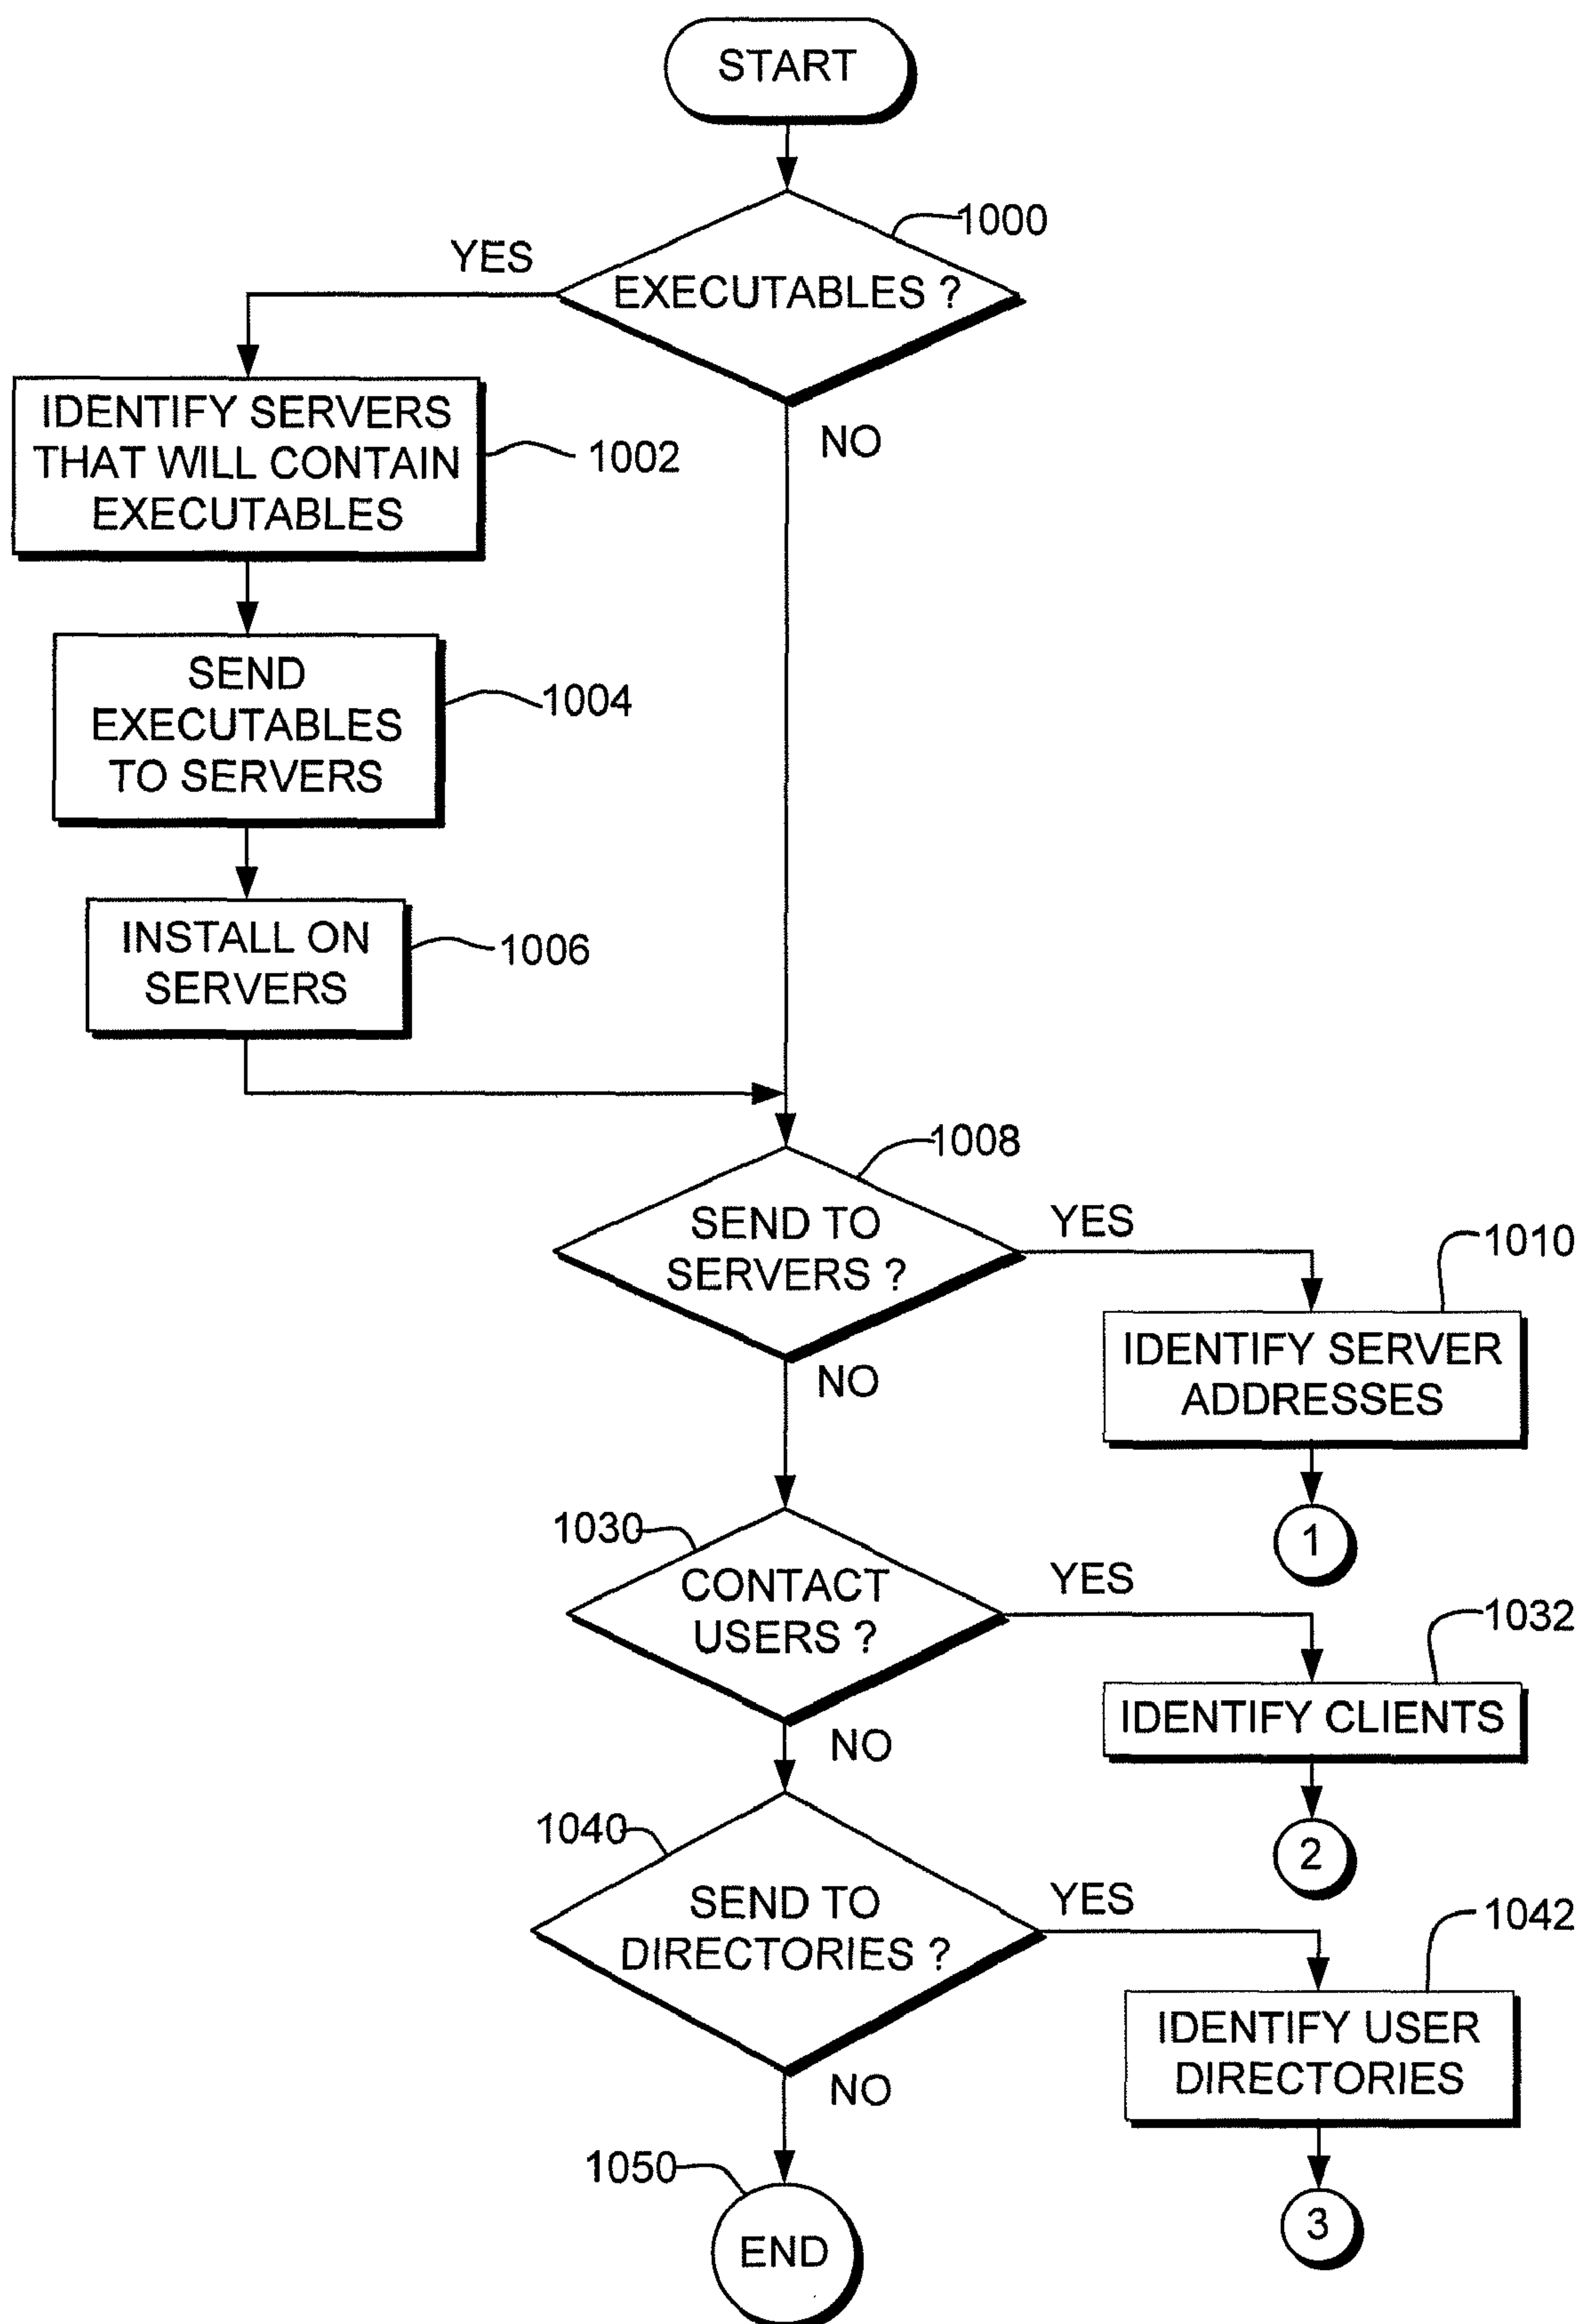 START
1000
YES
EXECUTABLES ?
IDENTIFY SERVERS
THAT WILL CONTAIN
EXECUTABLES
1002
NO
SEND
EXECUTABLES
TO SERVERS
1004
INSTALL ON
SERVERS
1006
1008
SEND TO
SERVERS ?
YES
1010
IDENTIFY SERVER
ADDRESSES
NO
1
1030
CONTACT
USERS ?
YES
1032
IDENTIFY CLIENTS
NO
2
1040
SEND TO
DIRECTORIES ?
YES
1042
IDENTIFY USER
DIRECTORIES
NO
3
1050
END